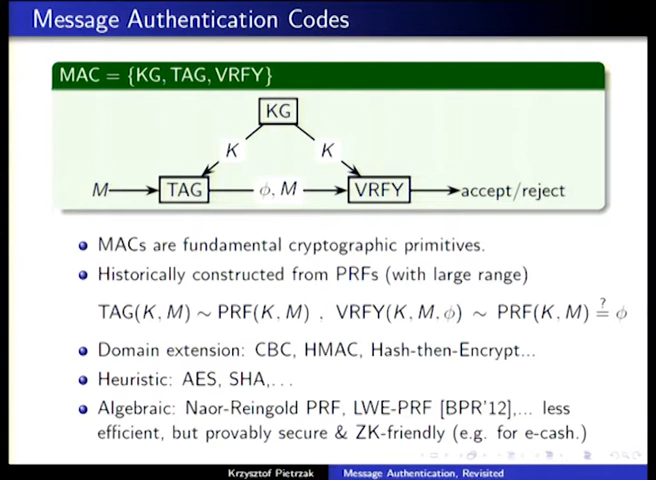 Message Authentication Codes
MAC = {KG, TAG, VRFY}
KG
K K
M TAG ϕ, M VRFY accept/reject
MACs are fundamental cryptographic primitives.
Historically constructed from PRFs (with large range)
TAG(K, M) ∼ PRF(K, M) , VRFY(K, M, ϕ) ∼ PRF(K, M) ≟ ϕ
Domain extension: CBC, HMAC, Hash-then-Encrypt...
Heuristic: AES, SHA,...
Algebraic: Naor-Reingold PRF, LWE-PRF [BPR'12],... less
efficient, but provably secure & ZK-friendly (e.g. for e-cash.)
Krzysztof Pietrzak Message Authentication, Revisited